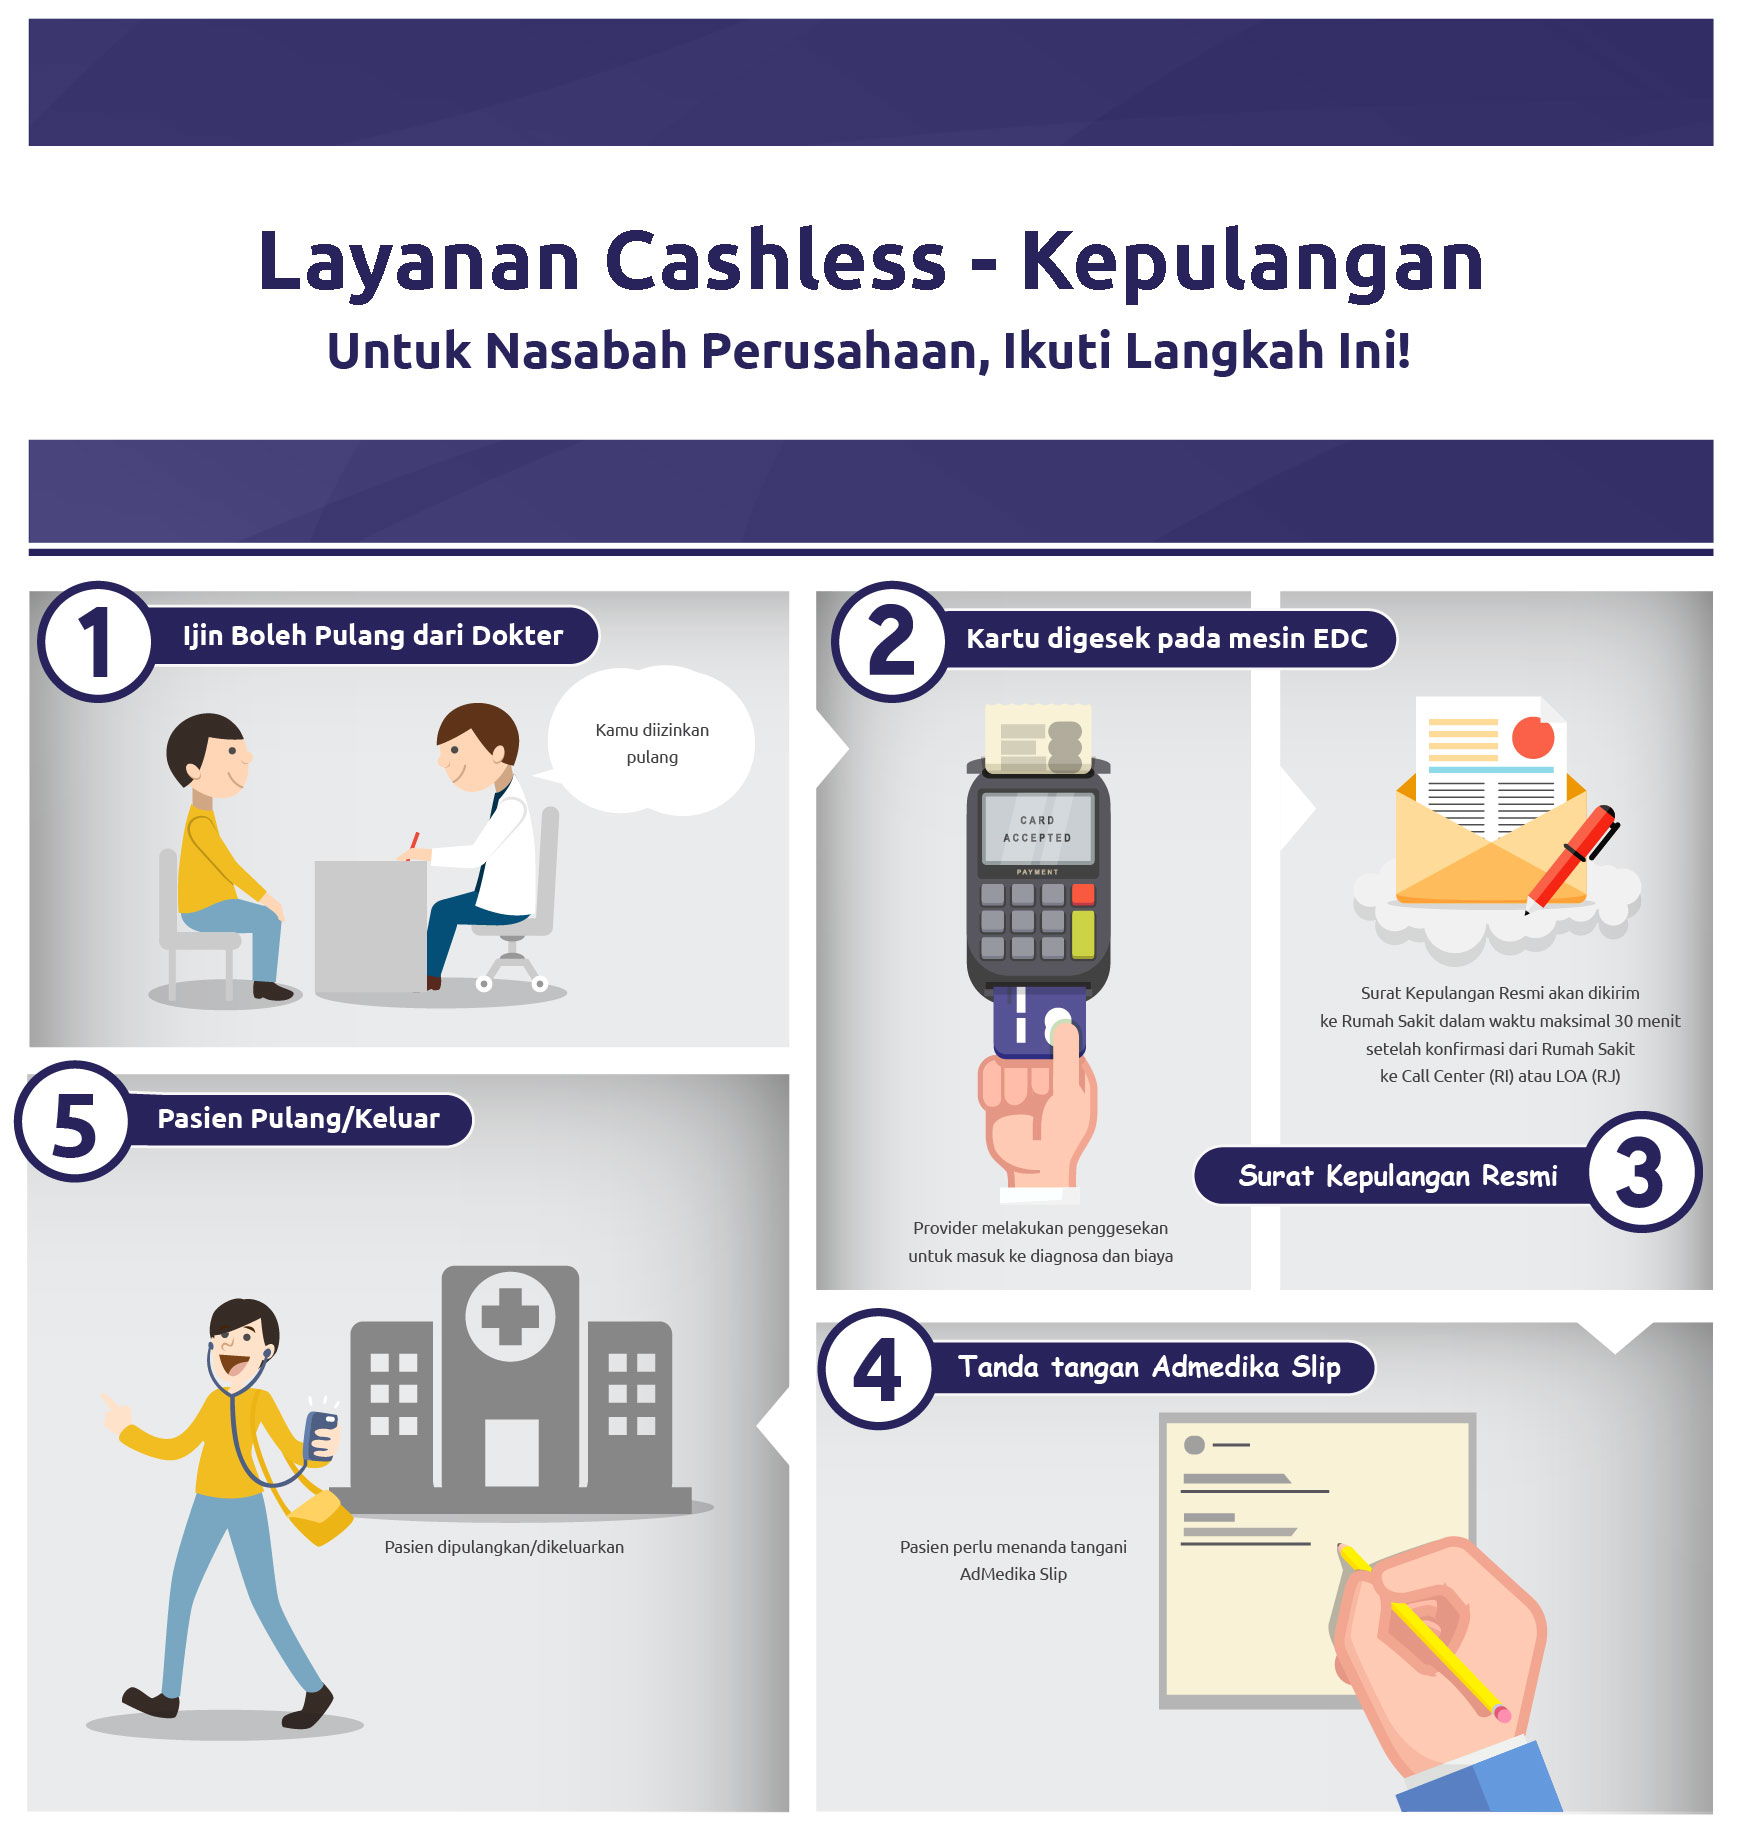 Layanan Cashless - Kepulangan
Untuk Nasabah Perusahaan, Ikuti Langkah Ini!
1
Ijin Boleh Pulang dari Dokter
Kamu diizinkan
pulang
2
Kartu digesek pada mesin EDC
CARD
ACCEPTED
PAYMENT
Provider melakukan penggesekan
untuk masuk ke diagnosa dan biaya
Surat Kepulangan Resmi akan dikirim
ke Rumah Sakit dalam waktu maksimal 30 menit
setelah konfirmasi dari Rumah Sakit
ke Call Center (RI) atau LOA (RJ)
Surat Kepulangan Resmi
3
4
Tanda tangan Admedika Slip
Pasien perlu menanda tangani
AdMedika Slip
5
Pasien Pulang/Keluar
Pasien dipulangkan/dikeluarkan